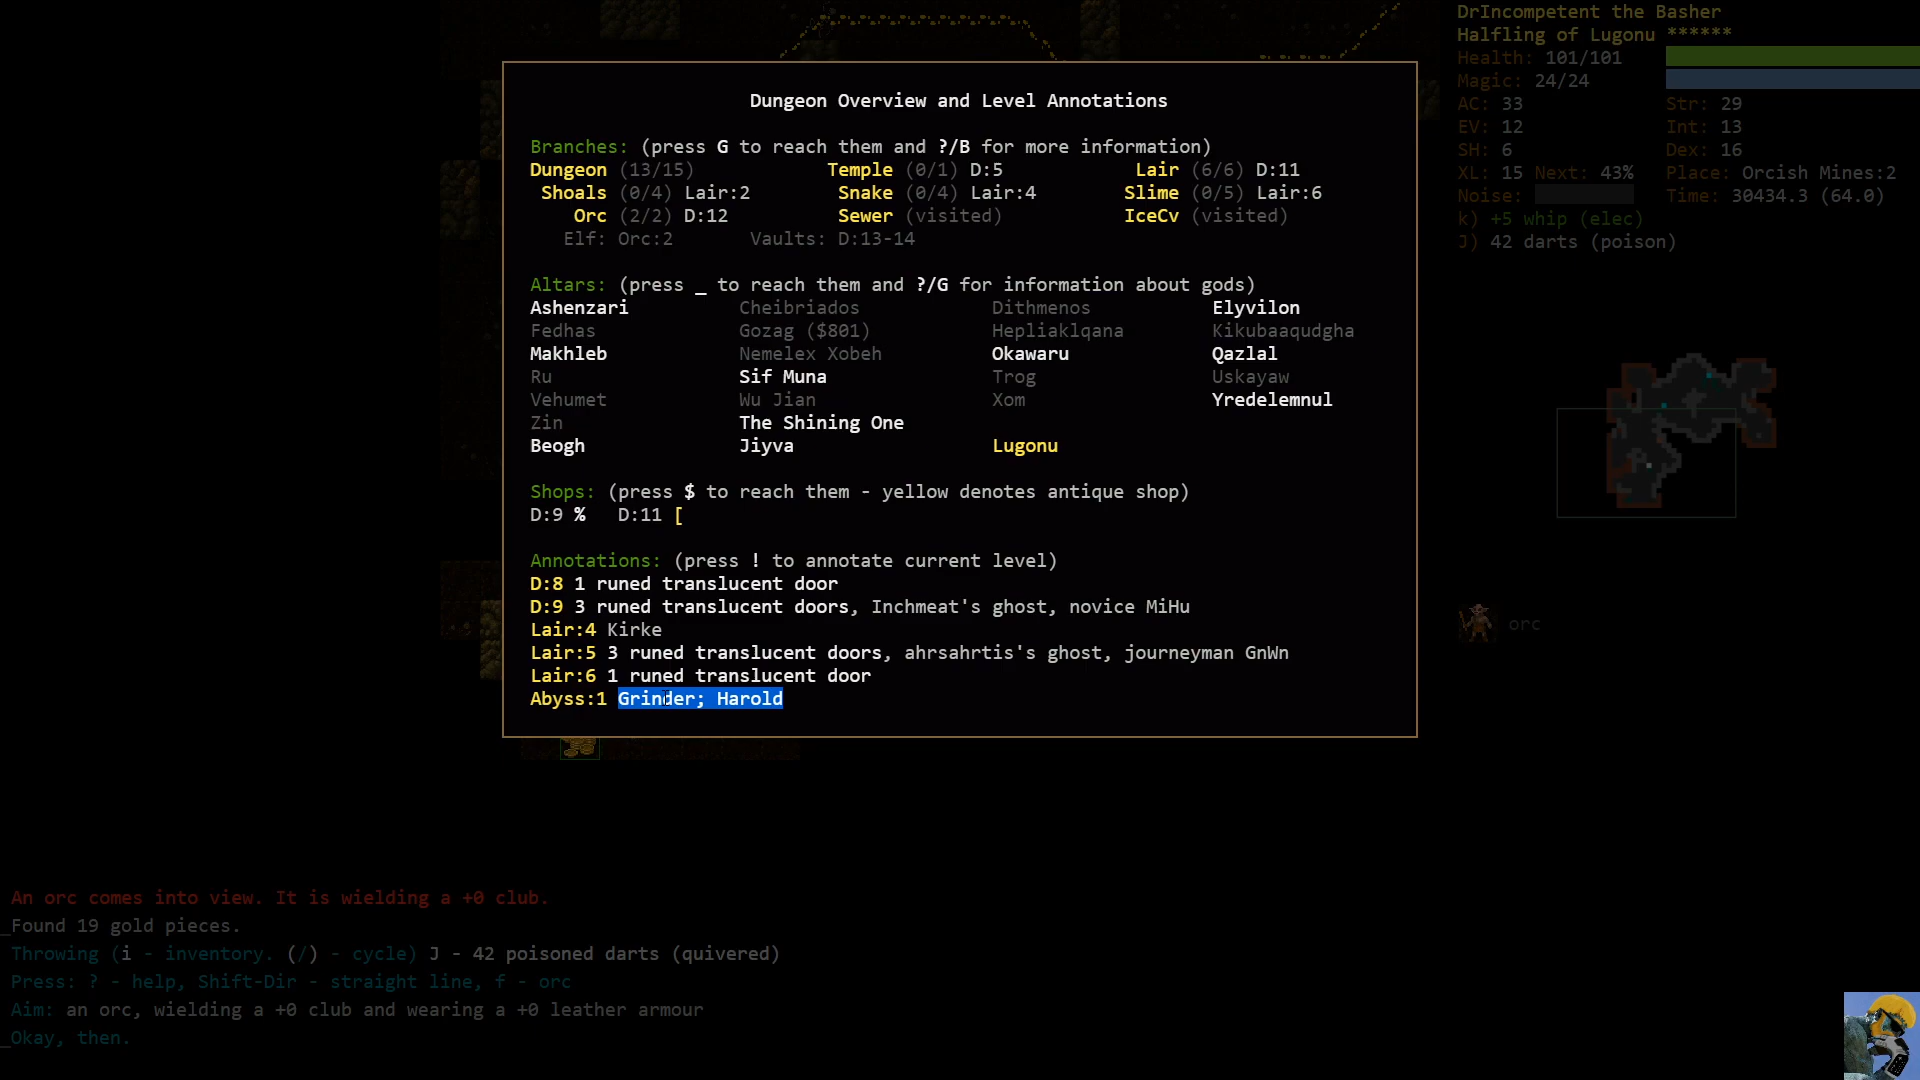 DrIncompetent the Basher
Halfling of Lugonu ******
Health: 101/101
Magic: 24/24
AC: 33 Str: 29
EV: 12 Int: 13
SH: 6 Dex: 16
XL: 15 Next: 43% Place: Orcish Mines:2
Noise: Time: 30434.3 (64.0)
k) +5 whip (elec)
J) 42 darts (poison)
orc
Dungeon Overview and Level Annotations
Branches: (press G to reach them and ?/B for more information)
Dungeon (13/15) Temple (0/1) D:5 Lair (6/6) D:11
Shoals (0/4) Lair:2 Snake (0/4) Lair:4 Slime (0/5) Lair:6
Orc (2/2) D:12 Sewer (visited) IceCv (visited)
Elf: Orc:2 Vaults: D:13-14
Altars: (press _ to reach them and ?/G for information about gods)
Ashenzari Cheibriados Dithmenos Elyvilon
Fedhas Gozag ($801) Hepliaklqana Kikubaaqudgha
Makhleb Nemelex Xobeh Okawaru Qazlal
Ru Sif Muna Trog Uskayaw
Vehumet Wu Jian Xom Yredelemnul
Zin The Shining One
Beogh Jiyva Lugonu
Shops: (press $ to reach them - yellow denotes antique shop)
D:9 % D:11 [
Annotations: (press ! to annotate current level)
D:8 1 runed translucent door
D:9 3 runed translucent doors, Inchmeat's ghost, novice MiHu
Lair:4 Kirke
Lair:5 3 runed translucent doors, ahrsahrtis's ghost, journeyman GnWn
Lair:6 1 runed translucent door
Abyss:1 Grinder; Harold
An orc comes into view. It is wielding a +0 club.
_Found 19 gold pieces.
Throwing (i - inventory. (/) - cycle) J - 42 poisoned darts (quivered)
Press: ? - help, Shift-Dir - straight line, f - orc
Aim: an orc, wielding a +0 club and wearing a +0 leather armour
_Okay, then.